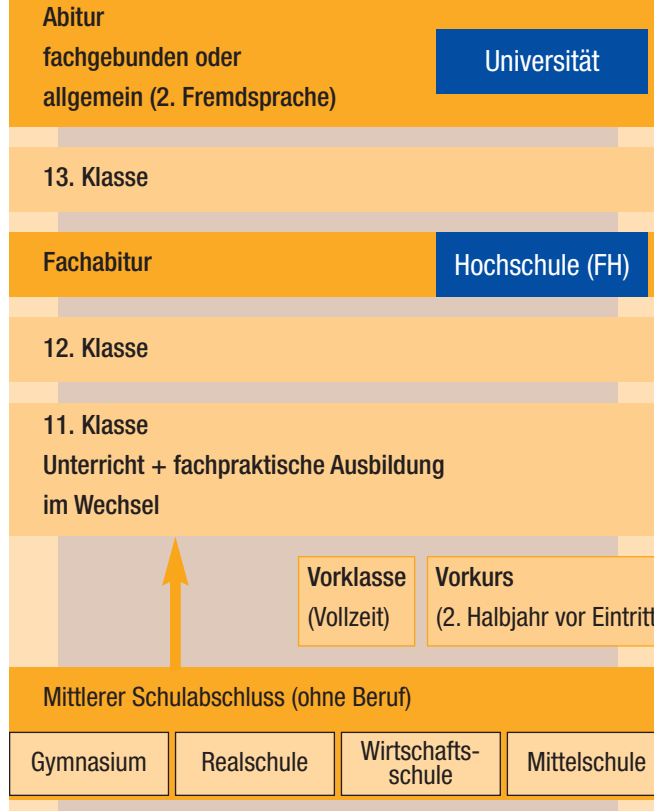 Abitur
fachgebunden oder
allgemein (2. Fremdsprache)
Universität
13. Klasse
Fachabitur
Hochschule (FH)
12. Klasse
11. Klasse
Unterricht + fachpraktische Ausbildung
im Wechsel
Vorklasse
(Vollzeit)
Vorkurs
(2. Halbjahr vor Eintritt
Mittlerer Schulabschluss (ohne Beruf)
Gymnasium
Realschule
Wirtschafts-
schule
Mittelschule